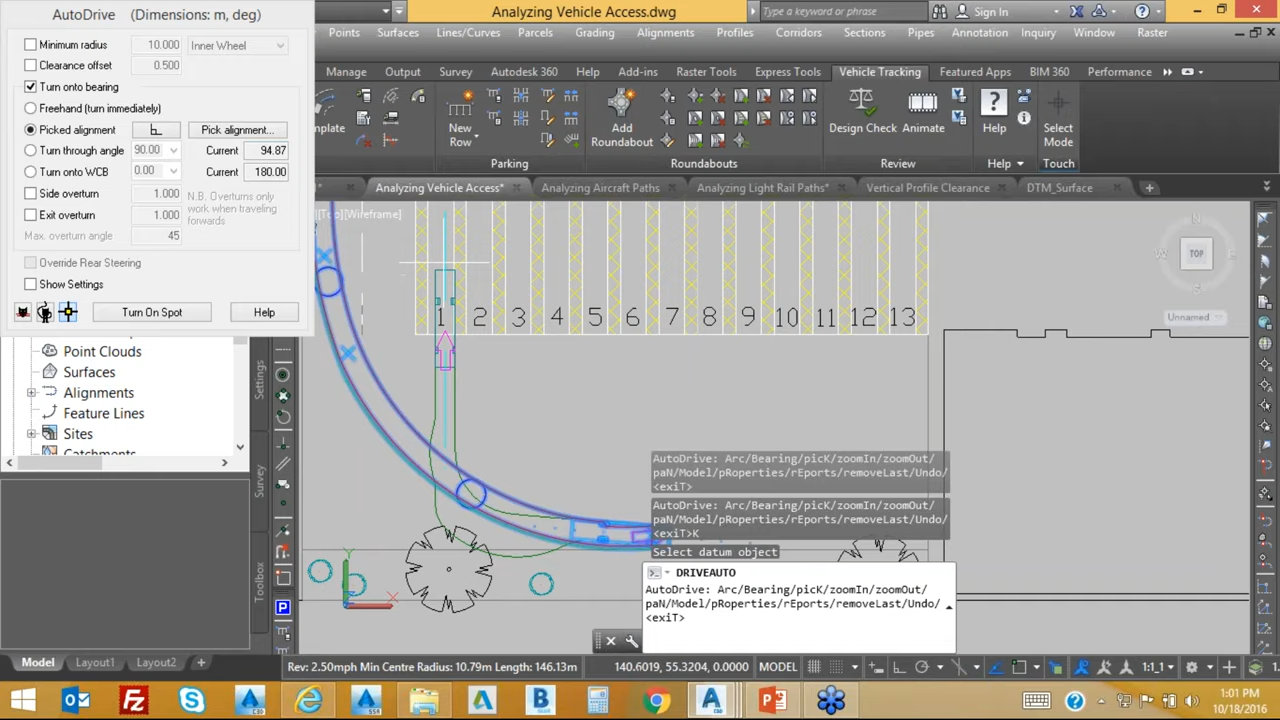 AutoDrive (Dimensions: m, deg)
Minimum radius 10.000 Inner Wheel
Clearance offset 0.500
Turn onto bearing
Freehand (turn immediately)
Picked alignment Pick alignment...
Turn through angle 90.00 Current 94.87
Turn onto WCB 0.00 Current 180.00
Side overturn 1.000 N.B. Overturns only
work when traveling
forwards
Exit overturn 1.000
Max. overturn angle 45
Override Rear Steering
Show Settings
Turn On Spot Help
Analyzing Vehicle Access.dwg Type a keyword or phrase Sign In
Points Surfaces Lines/Curves Parcels Grading Alignments Profiles Corridors Sections Pipes Annotation Inquiry Window Raster
Manage Output Survey Autodesk 360 Help Add-ins Raster Tools Express Tools Vehicle Tracking Featured Apps BIM 360 Performance
mplate New
Row Add
Roundabout Design Check Animate Help Select
Mode
Parking Roundabouts Review Help Touch
Analyzing Vehicle Access* Analyzing Aircraft Paths Analyzing Light Rail Paths* Vertical Profile Clearance DTM_Surface
][Top][Wireframe]
N
W TOP
S
Unnamed
1 2 3 4 5 6 7 8 9 10 11 12 13
Point Clouds
Surfaces
Alignments
Feature Lines
Sites
Catchments
Settings
Survey
Toolbox
P
Y
X
AutoDrive: Arc/Bearing/picK/zoomIn/zoomOut/
paN/Model/pRoperties/rEports/removeLast/Undo/
<exiT>
AutoDrive: Arc/Bearing/picK/zoomIn/zoomOut/
paN/Model/pRoperties/rEports/removeLast/Undo/
<exiT>K
Select datum object
DRIVEAUTO
AutoDrive: Arc/Bearing/picK/zoomIn/zoomOut/
paN/Model/pRoperties/rEports/removeLast/Undo/
<exiT>
Model Layout1 Layout2 + Rev: 2.50mph Min Centre Radius: 10.79m Length: 146.13m 140.6019, 55.3204, 0.0000 MODEL 1:1
1:01 PM
10/18/2016